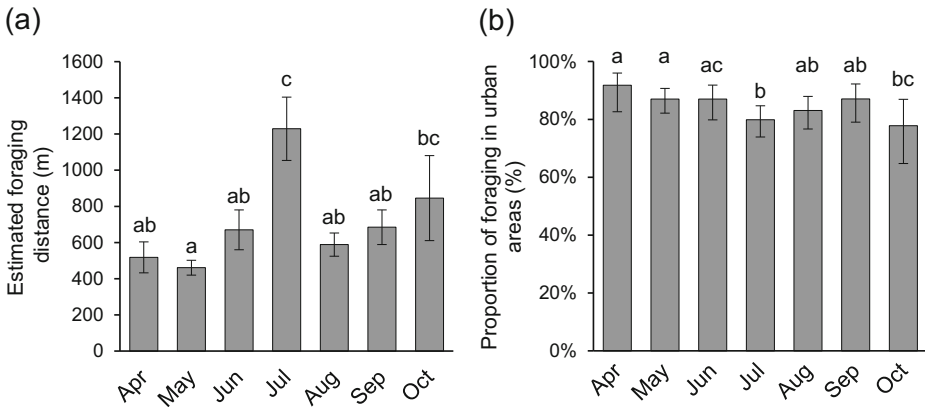 (a)
Estimated foraging
distance (m)
1600
1400
1200
1000
800
600
400
200
0
ab
a
ab
c
ab
ab
bc
Apr
May
Jun
Jul
Aug
Sep
Oct
(b)
Proportion of foraging in urban
areas (%)
100%
80%
60%
40%
20%
0%
a
a
ac
b
ab
ab
bc
Apr
May
Jun
Jul
Aug
Sep
Oct